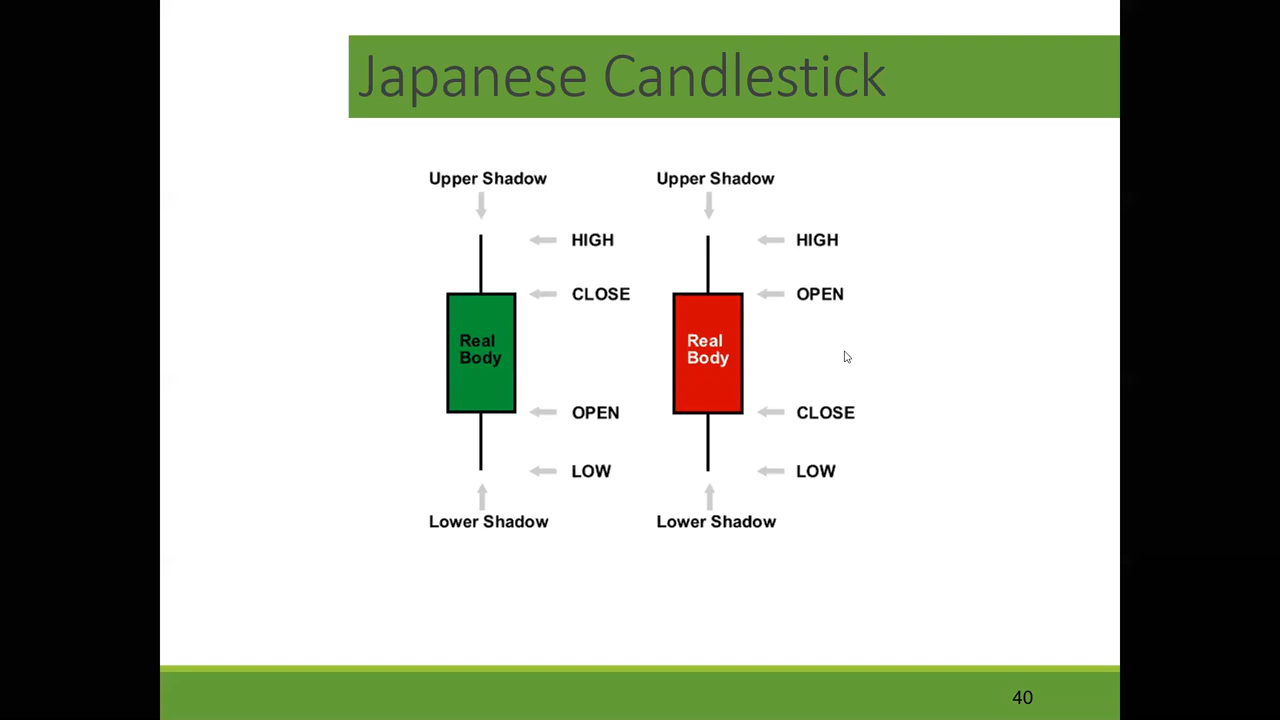 Japanese Candlestick
Upper Shadow
HIGH
CLOSE
Real
Body
OPEN
LOW
Lower Shadow
Upper Shadow
HIGH
OPEN
Real
Body
CLOSE
LOW
Lower Shadow
40